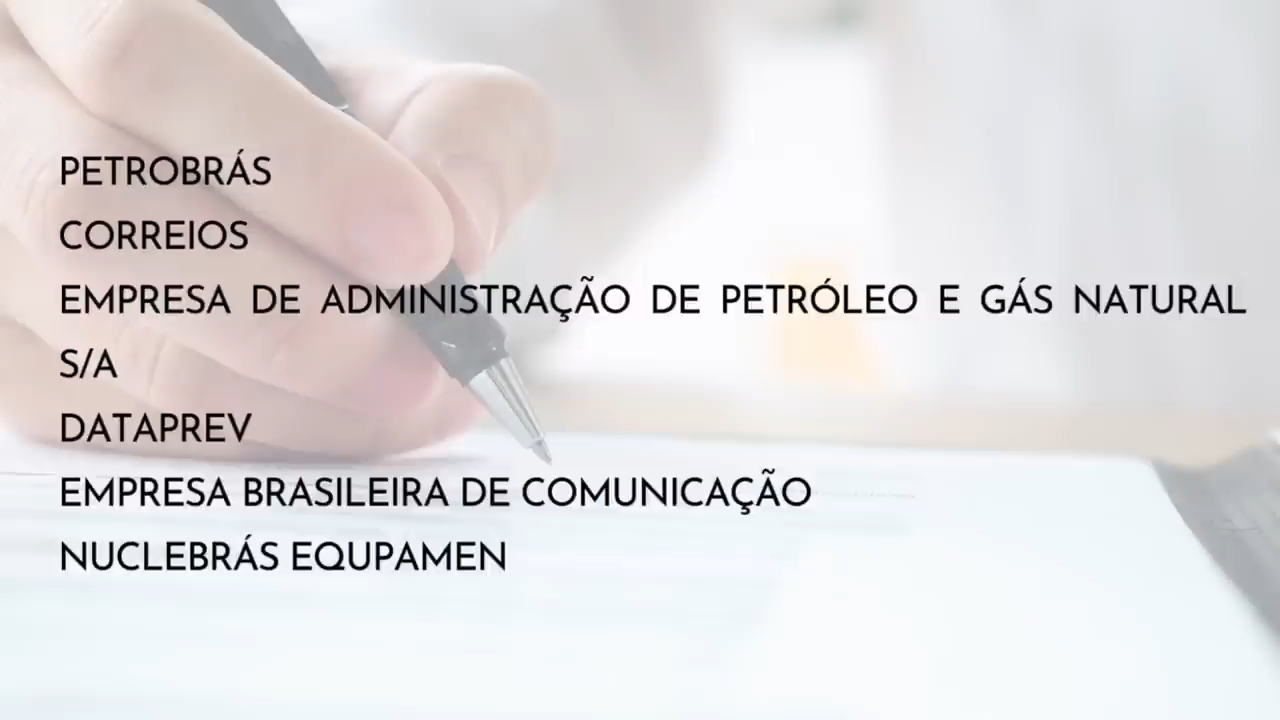 PETROBRÁS
CORREIOS
EMPRESA DE ADMINISTRAÇÃO DE PETRÓLEO E GÁS NATURAL
S/A
DATAPREV
EMPRESA BRASILEIRA DE COMUNICAÇÃO
NUCLEBRÁS EQUPAMEN